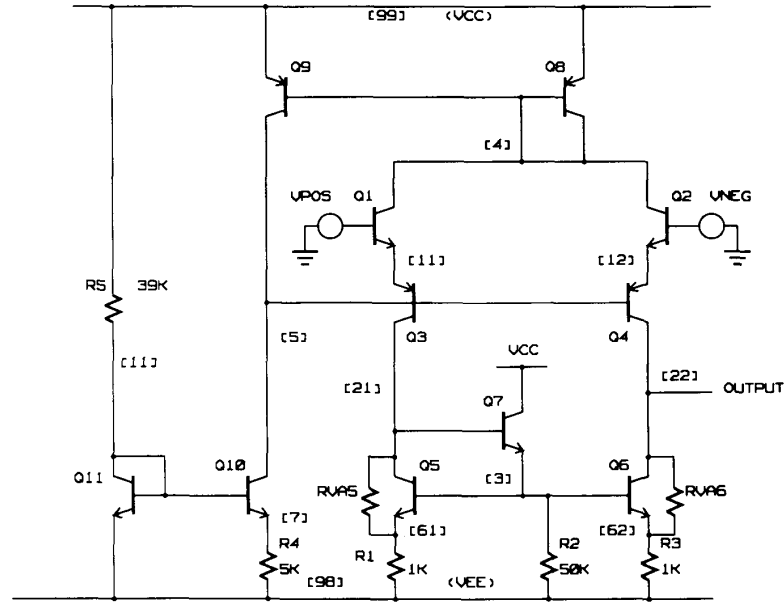 [99] (VCC)
Q9 Q8
[4]
VPOS Q1 Q2 VNEG
[11] [12]
R5 39K
[5] Q3 Q4
[11] VCC
[21] [22] OUTPUT
Q7
Q11 Q10 Q5 Q6
RVA5 [3] RVA6
[7] [61] [62]
R4 R1 R2 R3
5K 1K 50K 1K
[98] (VEE)